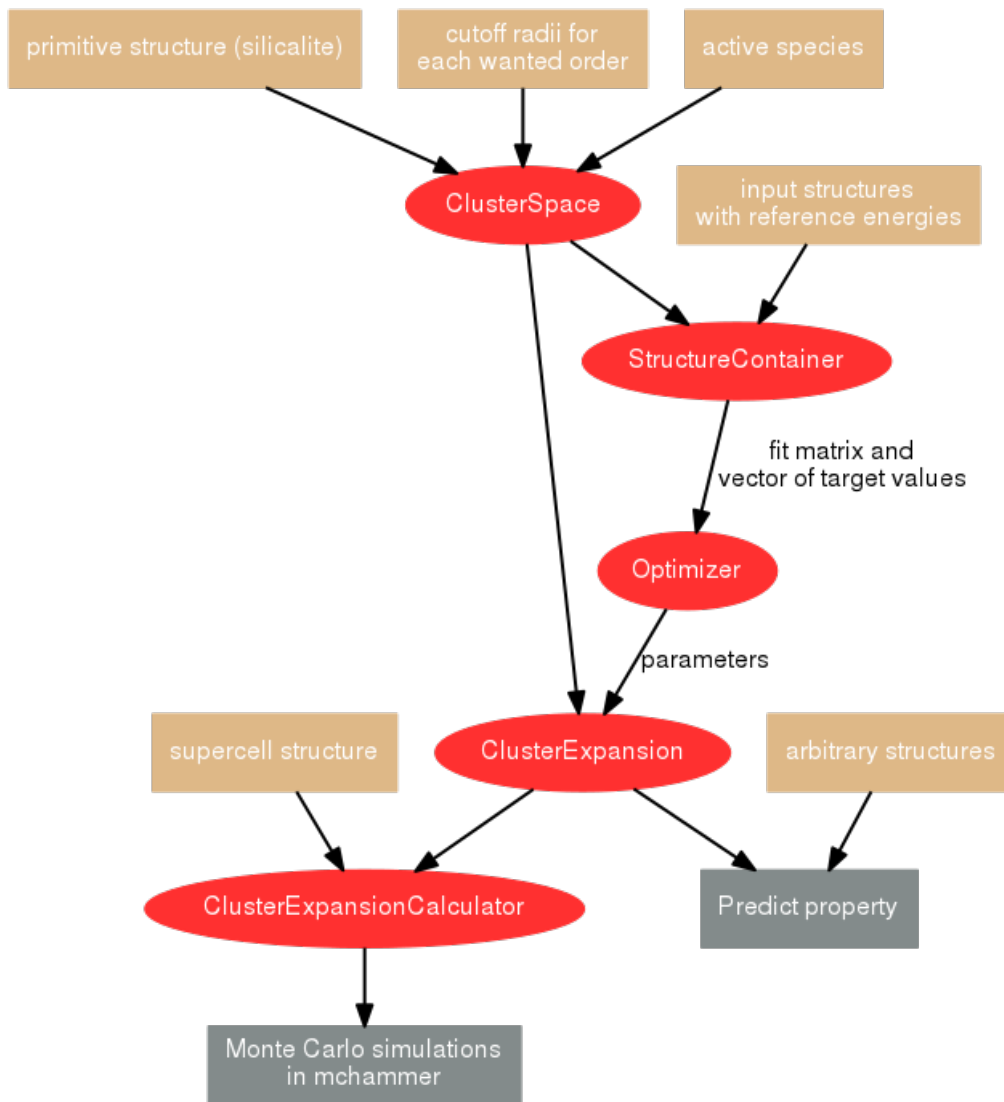 primitive structure (silicalite)
cutoff radii for
each wanted order
active species
ClusterSpace
input structures
with reference energies
StructureContainer
fit matrix and
vector of target values
Optimizer
parameters
supercell structure
ClusterExpansion
arbitrary structures
ClusterExpansionCalculator
Predict property
Monte Carlo simulations
in mchammer